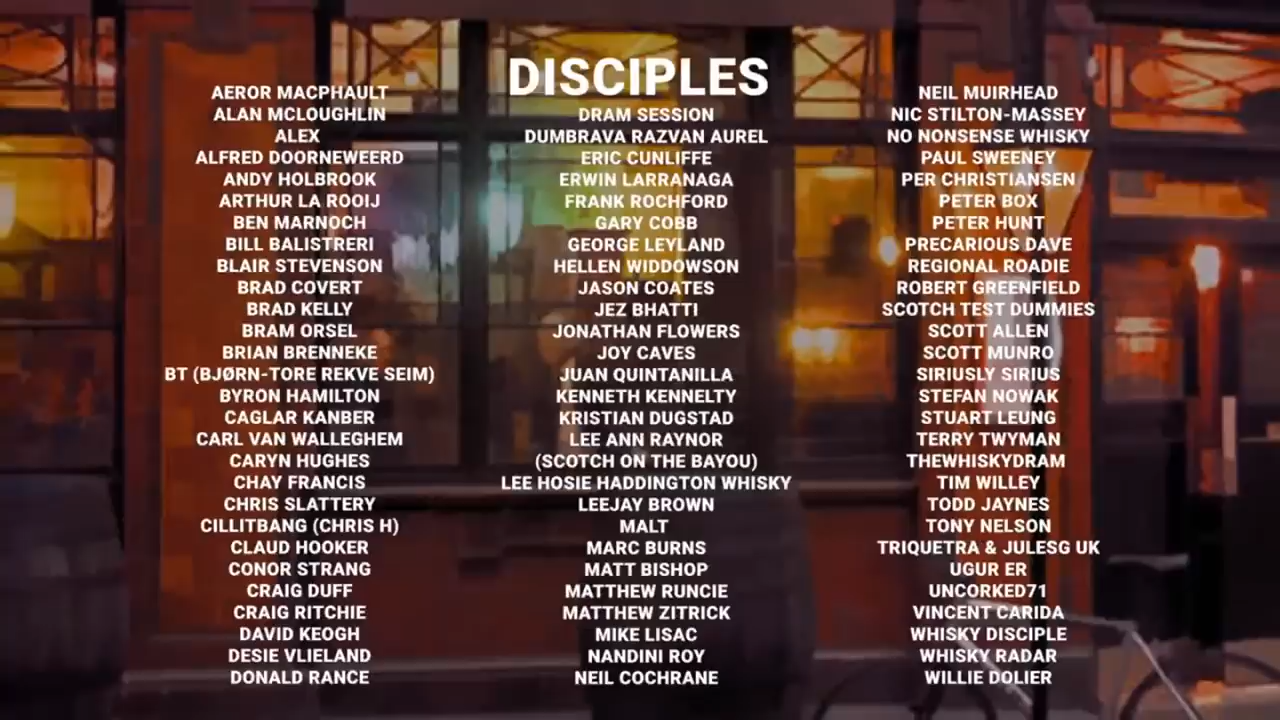 DISCIPLES
AEROR MACPHAULT
ALAN MCLOUGHLIN
ALEX
ALFRED DOORNEWEERD
ANDY HOLBROOK
ARTHUR LA ROOIJ
BEN MARNOCH
BILL BALISTRERI
BLAIR STEVENSON
BRAD COVERT
BRAD KELLY
BRAM ORSEL
BRIAN BRENNEKE
BT (BJØRN-TORE REKVE SEIM)
BYRON HAMILTON
CAGLAR KANBER
CARL VAN WALLEGHEM
CARYN HUGHES
CHAY FRANCIS
CHRIS SLATTERY
CILLITBANG (CHRIS H)
CLAUD HOOKER
CONOR STRANG
CRAIG DUFF
CRAIG RITCHIE
DAVID KEOGH
DESIE VLIELAND
DONALD RANCE
DRAM SESSION
DUMBRAVA RAZVAN AUREL
ERIC CUNLIFFE
ERWIN LARRANAGA
FRANK ROCHFORD
GARY COBB
GEORGE LEYLAND
HELLEN WIDDOWSON
JASON COATES
JEZ BHATTI
JONATHAN FLOWERS
JOY CAVES
JUAN QUINTANILLA
KENNETH KENNELTY
KRISTIAN DUGSTAD
LEE ANN RAYNOR
(SCOTCH ON THE BAYOU)
LEE HOSIE HADDINGTON WHISKY
LEEJAY BROWN
MALT
MARC BURNS
MATT BISHOP
MATTHEW RUNCIE
MATTHEW ZITRICK
MIKE LISAC
NANDINI ROY
NEIL COCHRANE
NEIL MUIRHEAD
NIC STILTON-MASSEY
NO NONSENSE WHISKY
PAUL SWEENEY
PER CHRISTIANSEN
PETER BOX
PETER HUNT
PRECARIOUS DAVE
REGIONAL ROADIE
ROBERT GREENFIELD
SCOTCH TEST DUMMIES
SCOTT ALLEN
SCOTT MUNRO
SIRIUSLY SIRIUS
STEFAN NOWAK
STUART LEUNG
TERRY TWYMAN
THEWHISKYDRAM
TIM WILLEY
TODD JAYNES
TONY NELSON
TRIQUETRA & JULESG UK
UGUR ER
UNCORKED71
VINCENT CARIDA
WHISKY DISCIPLE
WHISKY RADAR
WILLIE DOLIER